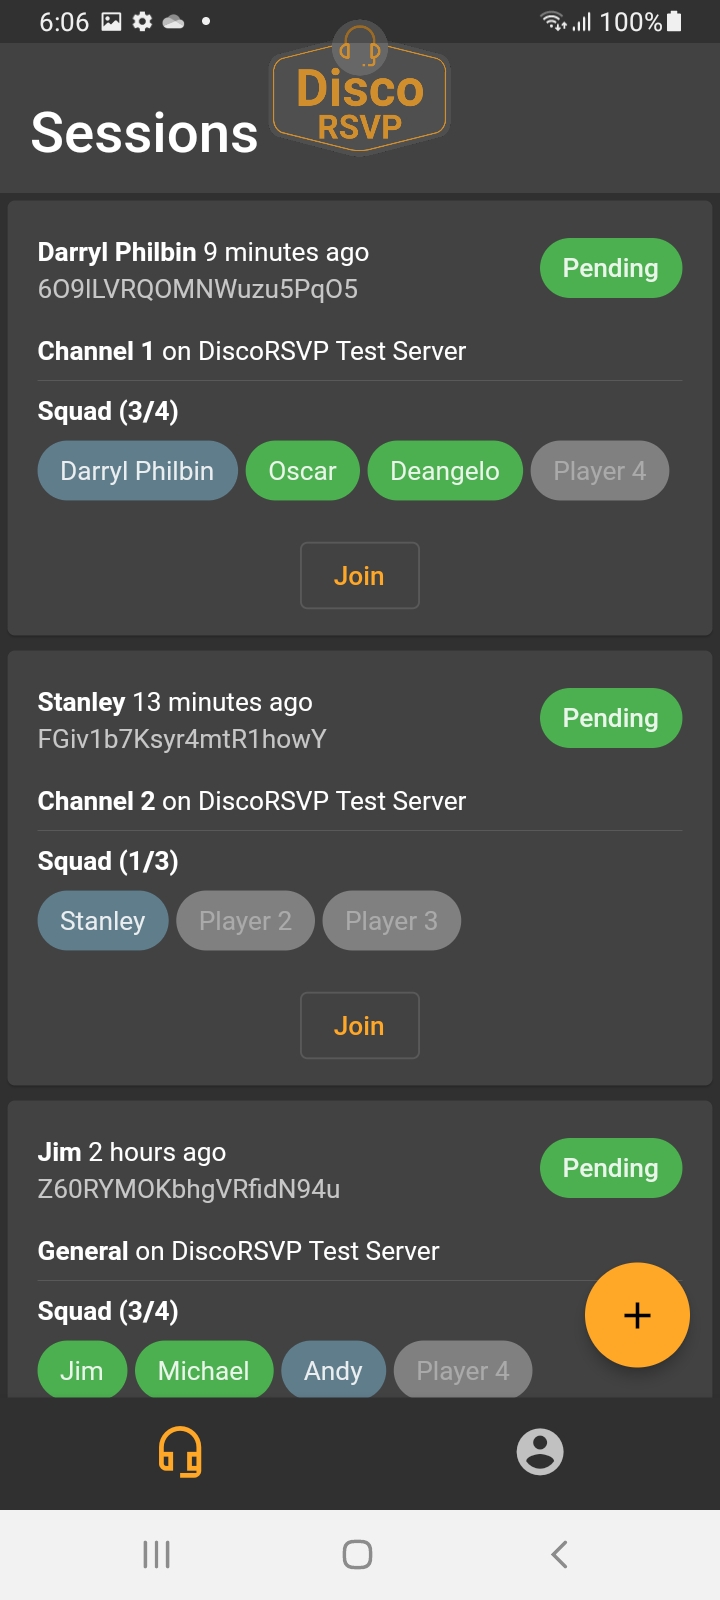 6:06 100%
Disco
RSVP
Sessions
Darryl Philbin 9 minutes ago
6O9ILVRQOMNWuzu5PqO5
Pending
Channel 1 on DiscoRSVP Test Server
Squad (3/4)
Darryl Philbin Oscar Deangelo Player 4
Join
Stanley 13 minutes ago
FGiv1b7Ksyr4mtR1howY
Pending
Channel 2 on DiscoRSVP Test Server
Squad (1/3)
Stanley Player 2 Player 3
Join
Jim 2 hours ago
Z60RYMOKbhgVRfidN94u
Pending
General on DiscoRSVP Test Server
Squad (3/4)
Jim Michael Andy Player 4